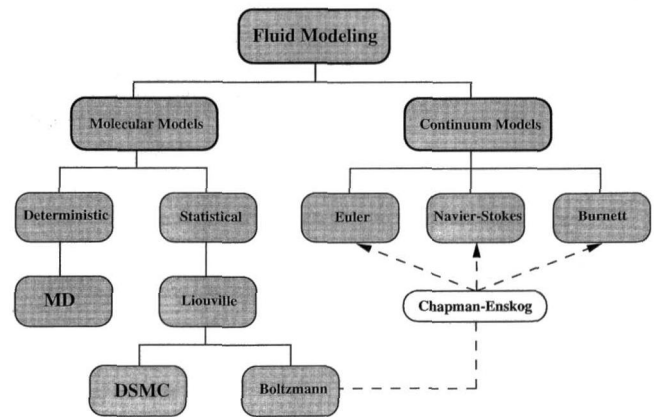 Fluid Modeling
Molecular Models
Continuum Models
Deterministic
Statistical
Euler
Navier-Stokes
Burnett
MD
Liouville
Chapman-Enskog
DSMC
Boltzmann